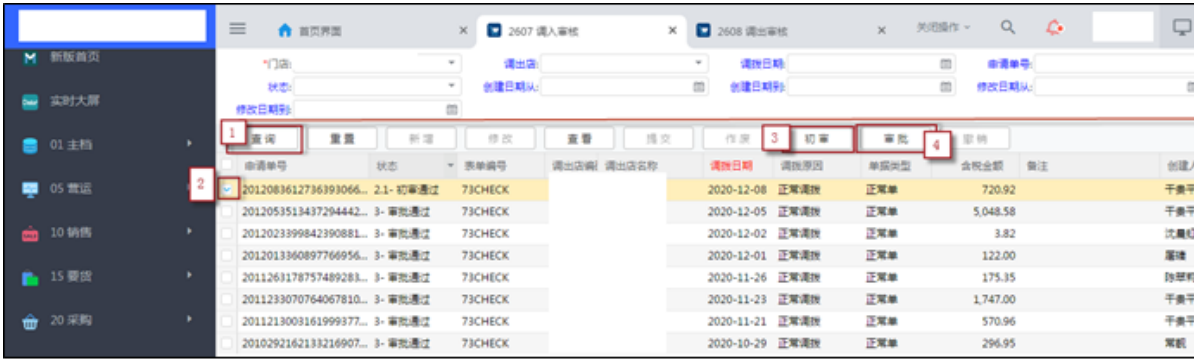 首页界面 × 2607 调入审核 × 2608 调出审核 × 关闭操作
新版首页
实时大屏
01 主档
05 营运
10 销售
15 要货
20 采购
*门店: 调出店: 调拨日期: 申请单号:
状态: 创建日期从: 创建日期到: 修改日期从:
修改日期到:
1 查询 重置 新增 修改 查看 提交 作废 3 初审 审批 4 撤销
申请单号 状态 表单编号 调出店编 调出店名称 调拨日期 调拨原因 单据类型 含税金额 备注 创建人
2 2012083612736393066... 2.1- 初审通过 73CHECK 2020-12-08 正常调拨 正常单 720.92 于贵平
2012053513437294442... 3- 审批通过 73CHECK 2020-12-05 正常调拨 正常单 5,048.58 于贵平
2012023399842390881... 3- 审批通过 73CHECK 2020-12-02 正常调拨 正常单 3.82
2012013360897766956... 3- 审批通过 73CHECK 2020-12-01 正常调拨 正常单 122.00
2011263178757489283... 3- 审批通过 73CHECK 2020-11-26 正常调拨 正常单 175.35
2011233070764067810... 3- 审批通过 73CHECK 2020-11-23 正常调拨 正常单 1,747.00 于贵平
2011213003161999377... 3- 审批通过 73CHECK 2020-11-21 正常调拨 正常单 570.96 于贵平
2010292162133216907... 3- 审批通过 73CHECK 2020-10-29 正常调拨 正常单 296.95